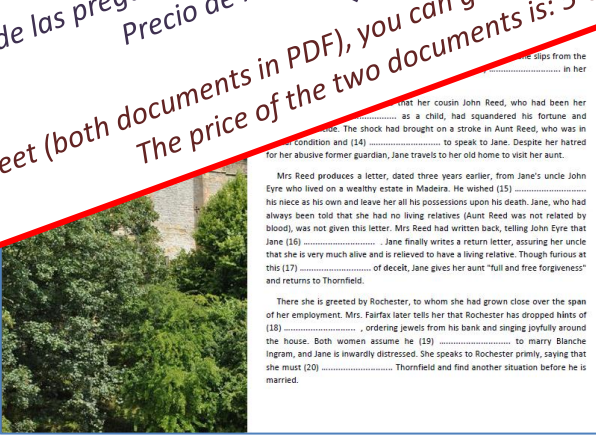 de las preg
Precio de
eet (both documents in PDF), you can g
The price of the two documents is: 5
e slips from the
, .............................. in her
that her cousin John Reed, who had been her
.................. as a child, had squandered his fortune and
The shock had brought on a stroke in Aunt Reed, who was in
condition and (14) .............................. to speak to Jane. Despite her hatred
for her abusive former guardian, Jane travels to her old home to visit her aunt.
Mrs Reed produces a letter, dated three years earlier, from Jane's uncle John
Eyre who lived on a wealthy estate in Madeira. He wished (15) ..............................
his niece as his own and leave her all his possessions upon his death. Jane, who had
always been told that she had no living relatives (Aunt Reed was not related by
blood), was not given this letter. Mrs Reed had written back, telling John Eyre that
Jane (16) .............................. . Jane finally writes a return letter, assuring her uncle
that she is very much alive and is relieved to have a living relative. Though furious at
this (17) .............................. of deceit, Jane gives her aunt "full and free forgiveness"
and returns to Thornfield.
There she is greeted by Rochester, to whom she had grown close over the span
of her employment. Mrs. Fairfax later tells her that Rochester has dropped hints of
(18) .............................. , ordering jewels from his bank and singing joyfully around
the house. Both women assume he (19) .............................. to marry Blanche
Ingram, and Jane is inwardly distressed. She speaks to Rochester primly, saying that
she must (20) .............................. Thornfield and find another situation before he is
married.